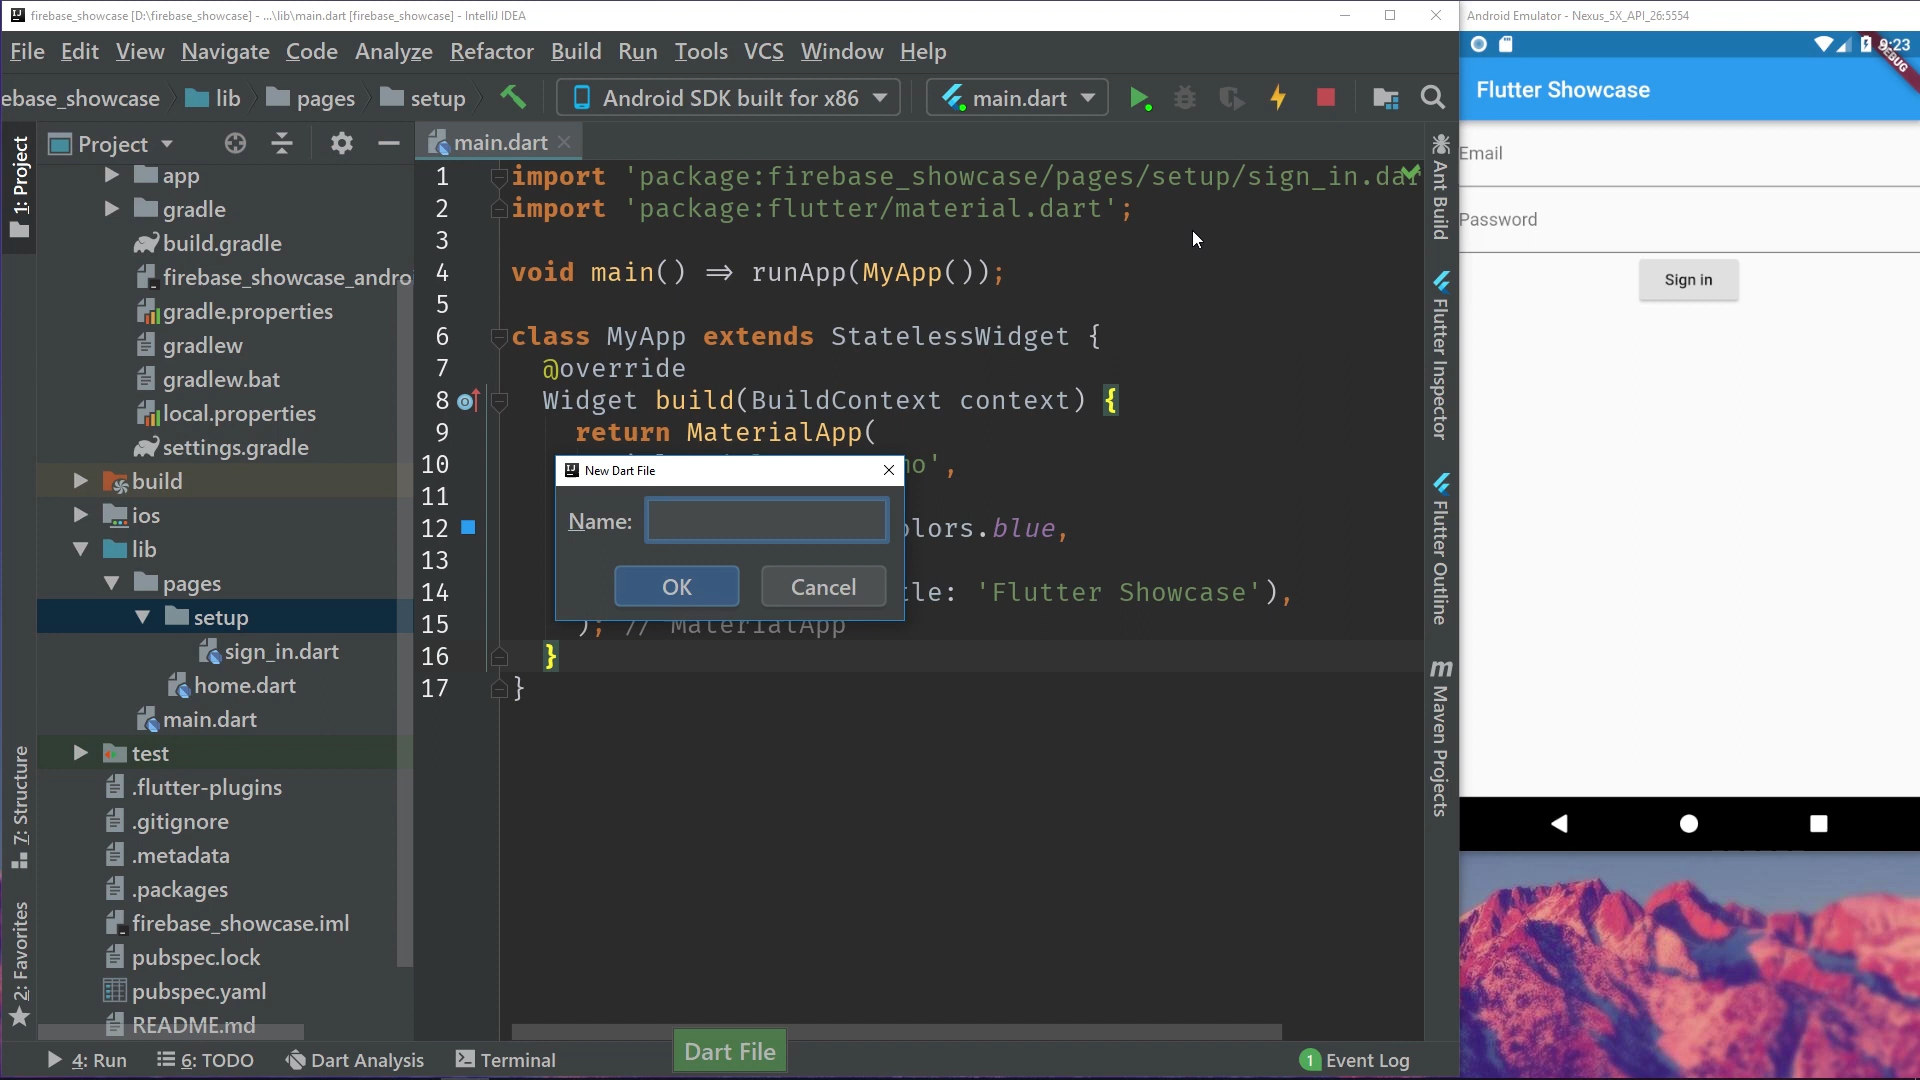 firebase_showcase [D:\firebase_showcase] - ...\lib\main.dart [firebase_showcase] - IntelliJ IDEA
File Edit View Navigate Code Analyze Refactor Build Run Tools VCS Window Help
ebase_showcase lib pages setup Android SDK built for x86 main.dart
1: Project
7: Structure
2: Favorites
Project
app
gradle
build.gradle
firebase_showcase_andro
gradle.properties
gradlew
gradlew.bat
local.properties
settings.gradle
build
ios
lib
pages
setup
sign_in.dart
home.dart
main.dart
test
.flutter-plugins
.gitignore
.metadata
.packages
firebase_showcase.iml
pubspec.lock
pubspec.yaml
README.md
main.dart
1 import 'package:firebase_showcase/pages/setup/sign_in.dar
2 import 'package:flutter/material.dart';
3
4 void main() => runApp(MyApp());
5
6 class MyApp extends StatelessWidget {
7 @override
8 Widget build(BuildContext context) {
9 return MaterialApp(
10 no',
11
12 olors.blue,
13
14 tle: 'Flutter Showcase'),
15 ); // MaterialApp
16 }
17 }
New Dart File
Name:
OK Cancel
Ant Build
Flutter Inspector
Flutter Outline
Maven Projects
4: Run 6: TODO Dart Analysis Terminal
Dart File
1 Event Log
Android Emulator - Nexus_5X_API_26:5554
9:23
DEBUG
Flutter Showcase
Email
Password
Sign in